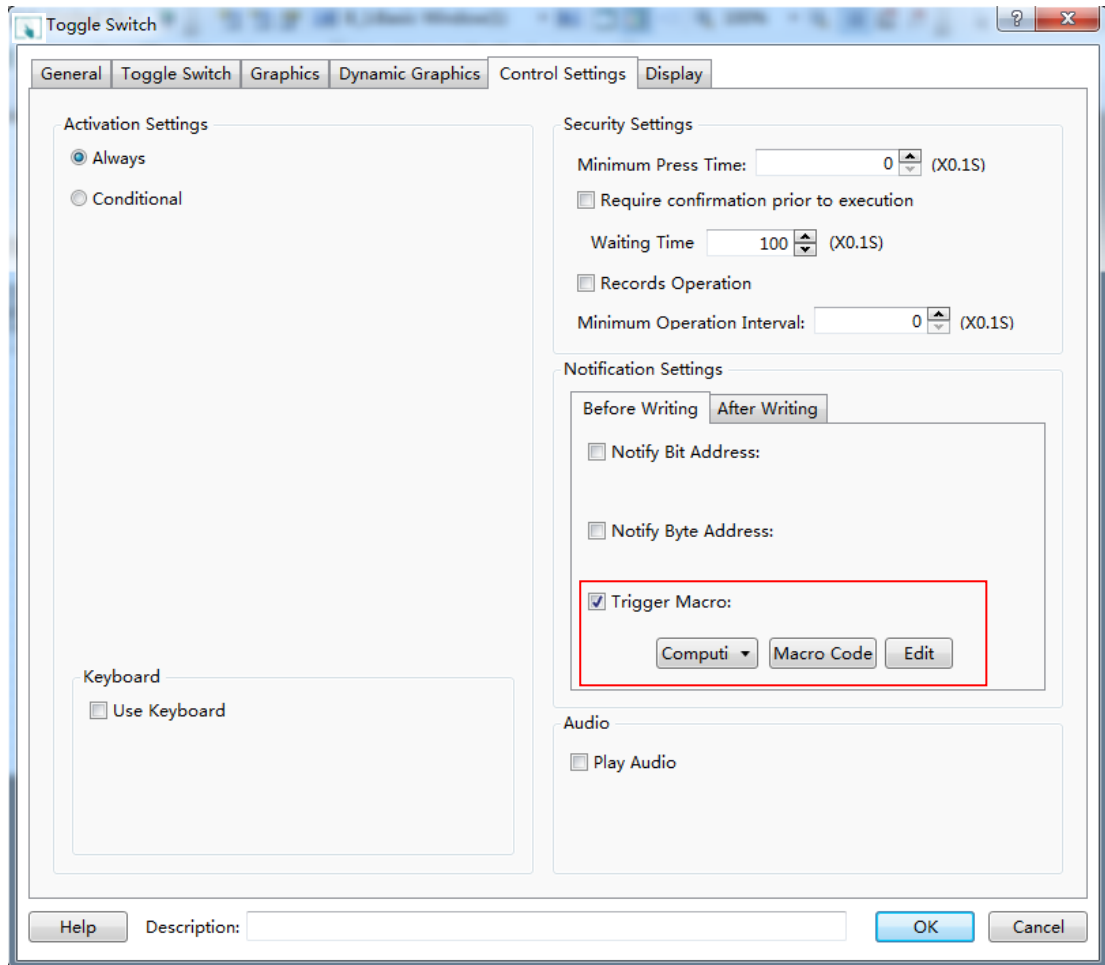 Toggle Switch
General Toggle Switch Graphics Dynamic Graphics Control Settings Display
Activation Settings
Always
Conditional
Keyboard
Use Keyboard
Security Settings
Minimum Press Time: 0 (X0.1S)
Require confirmation prior to execution
Waiting Time 100 (X0.1S)
Records Operation
Minimum Operation Interval: 0 (X0.1S)
Notification Settings
Before Writing After Writing
Notify Bit Address:
Notify Byte Address:
Trigger Macro:
Computi Macro Code Edit
Audio
Play Audio
Help Description: OK Cancel